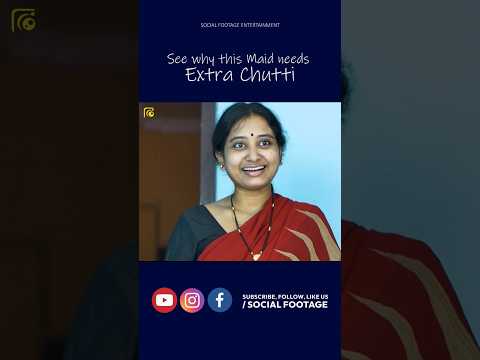 SOCIAL FOOTAGE ENTERTAINMENT
See why this Maid needs
Extra Chutti
SUBSCRIBE, FOLLOW, LIKE US
/ SOCIAL FOOTAGE